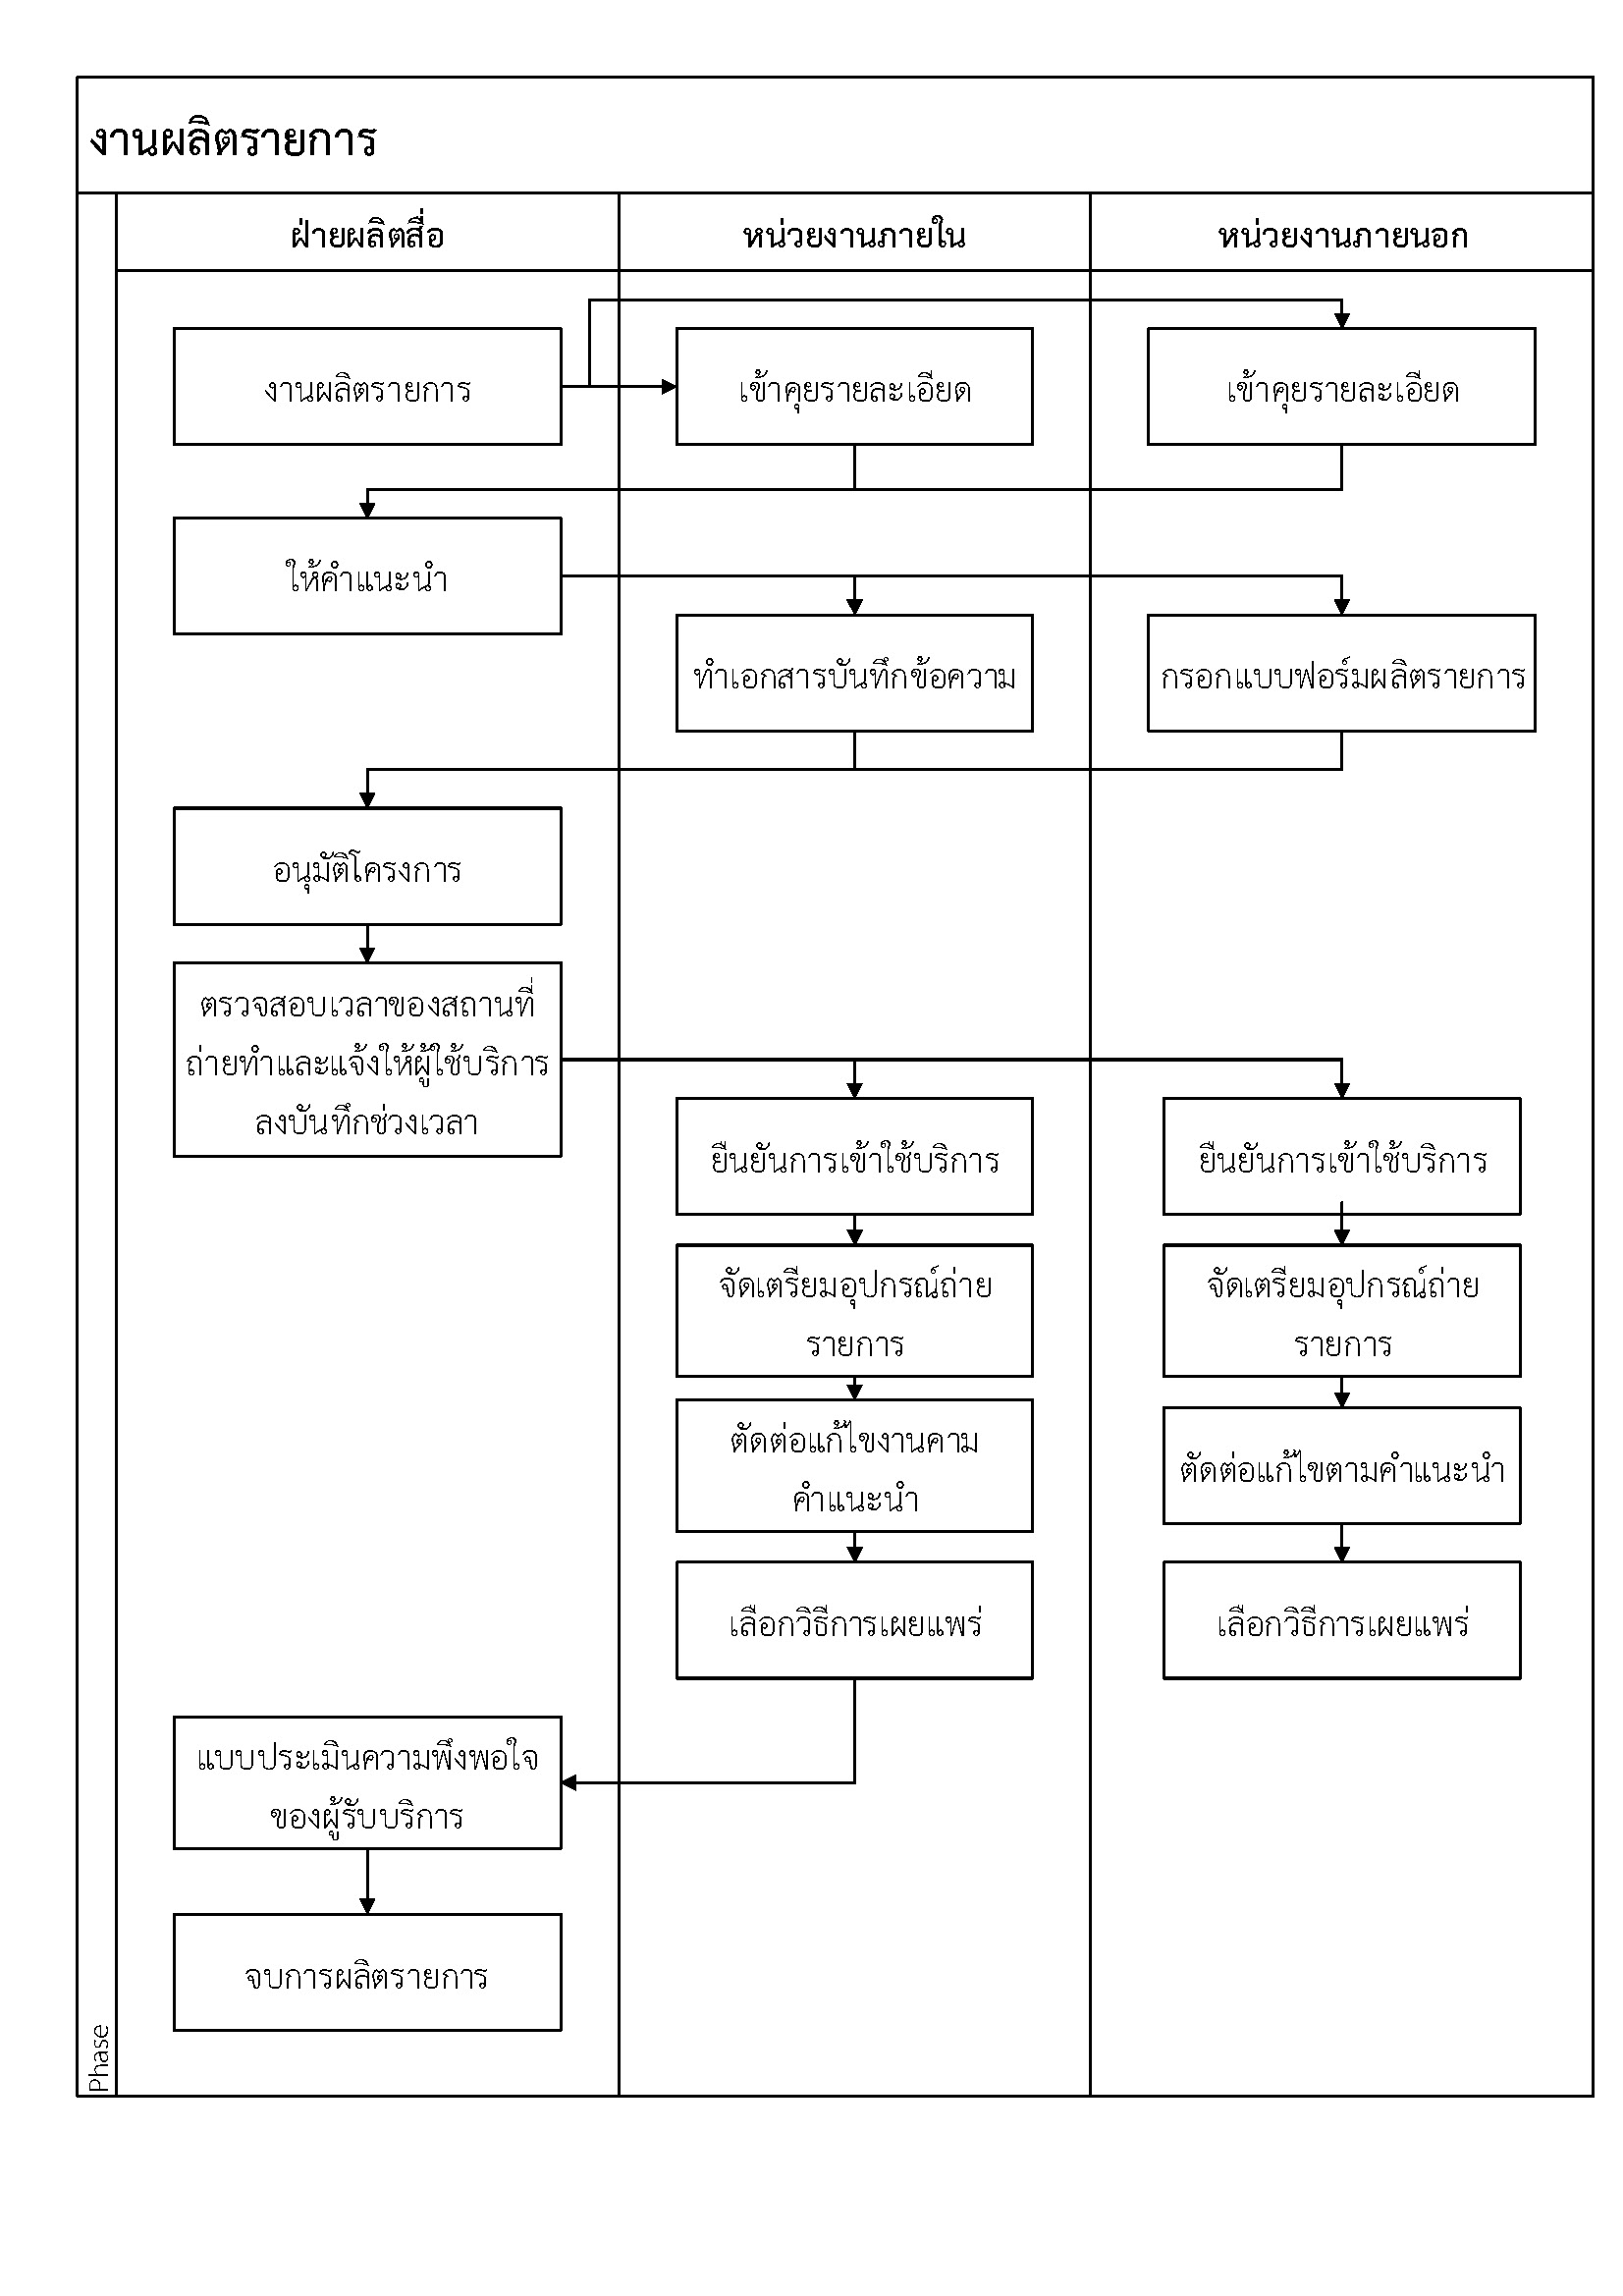 งานผลิตรายการ
ฝ่ายผลิตสื่อ
หน่วยงานภายใน
หน่วยงานภายนอก
งานผลิตรายการ
เข้าคุยรายละเอียด
เข้าคุยรายละเอียด
ให้คำแนะนำ
ทำเอกสารบันทึกข้อความ
กรอกแบบฟอร์มผลิตรายการ
อนุมัติโครงการ
ตรวจสอบเวลาของสถานที่
ถ่ายทำและแจ้งให้ผู้ใช้บริการ
ลงบันทึกช่วงเวลา
ยืนยันการเข้าใช้บริการ
ยืนยันการเข้าใช้บริการ
จัดเตรียมอุปกรณ์ถ่าย
รายการ
จัดเตรียมอุปกรณ์ถ่าย
รายการ
ตัดต่อแก้ไขงานคาม
คำแนะนำ
ตัดต่อแก้ไขตามคำแนะนำ
เลือกวิธีการเผยแพร่
เลือกวิธีการเผยแพร่
แบบประเมินความพึงพอใจ
ของผู้รับบริการ
จบการผลิตรายการ
Phase